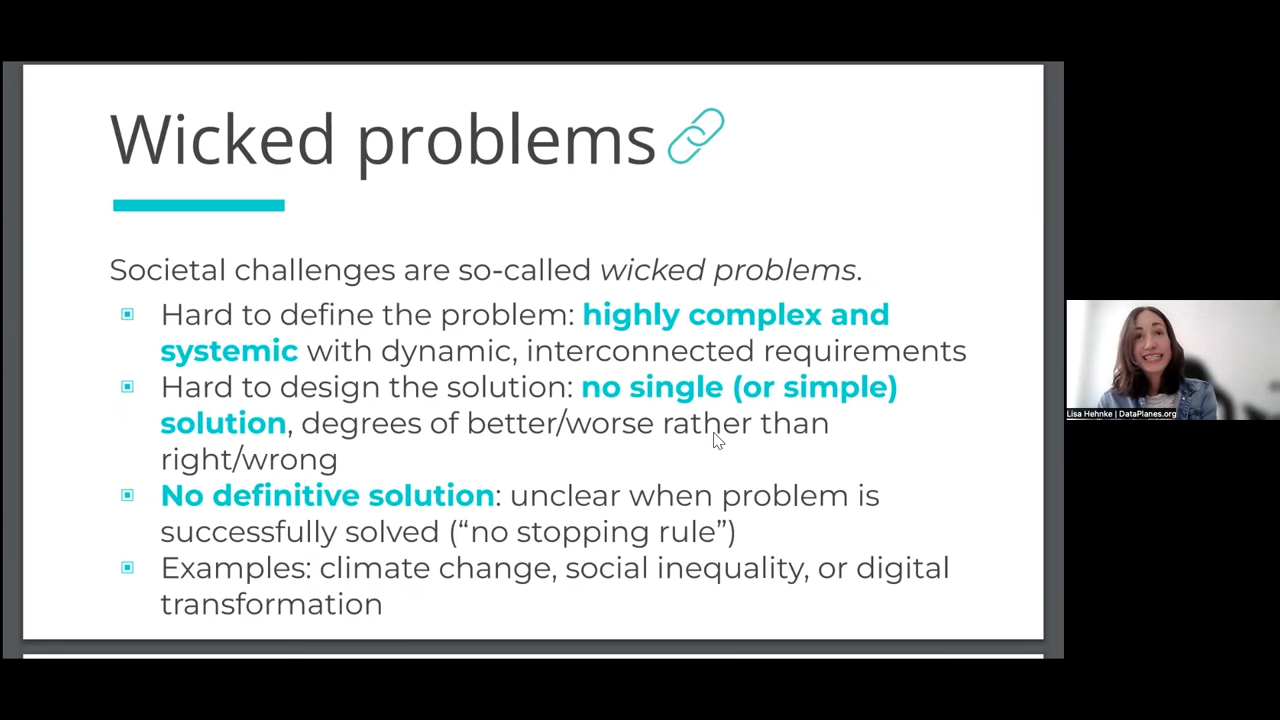 Wicked problems
Societal challenges are so-called wicked problems.
Hard to define the problem: highly complex and
systemic with dynamic, interconnected requirements
Hard to design the solution: no single (or simple)
solution, degrees of better/worse rather than
right/wrong
No definitive solution: unclear when problem is
successfully solved (“no stopping rule”)
Examples: climate change, social inequality, or digital
transformation
Lisa Hehnke | DataPlanes.org